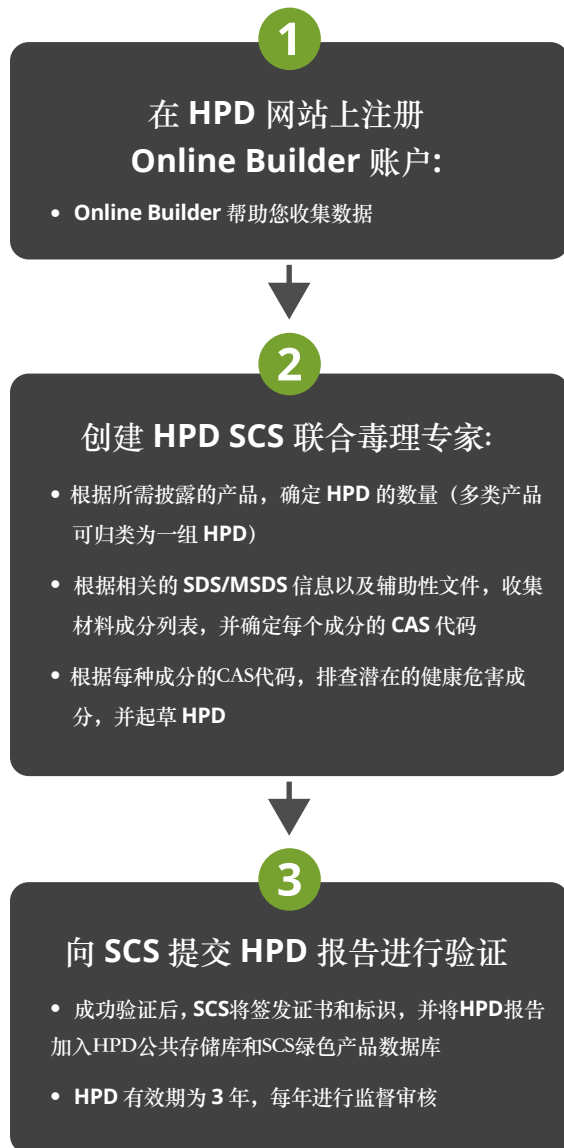 1
在 HPD 网站上注册
Online Builder 账户:
• Online Builder 帮助您收集数据
2
创建 HPD SCS 联合毒理专家:
• 根据所需披露的产品，确定 HPD 的数量（多类产品
可归类为一组 HPD）
• 根据相关的 SDS/MSDS 信息以及辅助性文件，收集
材料成分列表，并确定每个成分的 CAS 代码
• 根据每种成分的CAS代码，排查潜在的健康危害成
分，并起草 HPD
3
向 SCS 提交 HPD 报告进行验证
• 成功验证后，SCS将签发证书和标识，并将HPD报告
加入HPD公共存储库和SCS绿色产品数据库
• HPD 有效期为 3 年，每年进行监督审核